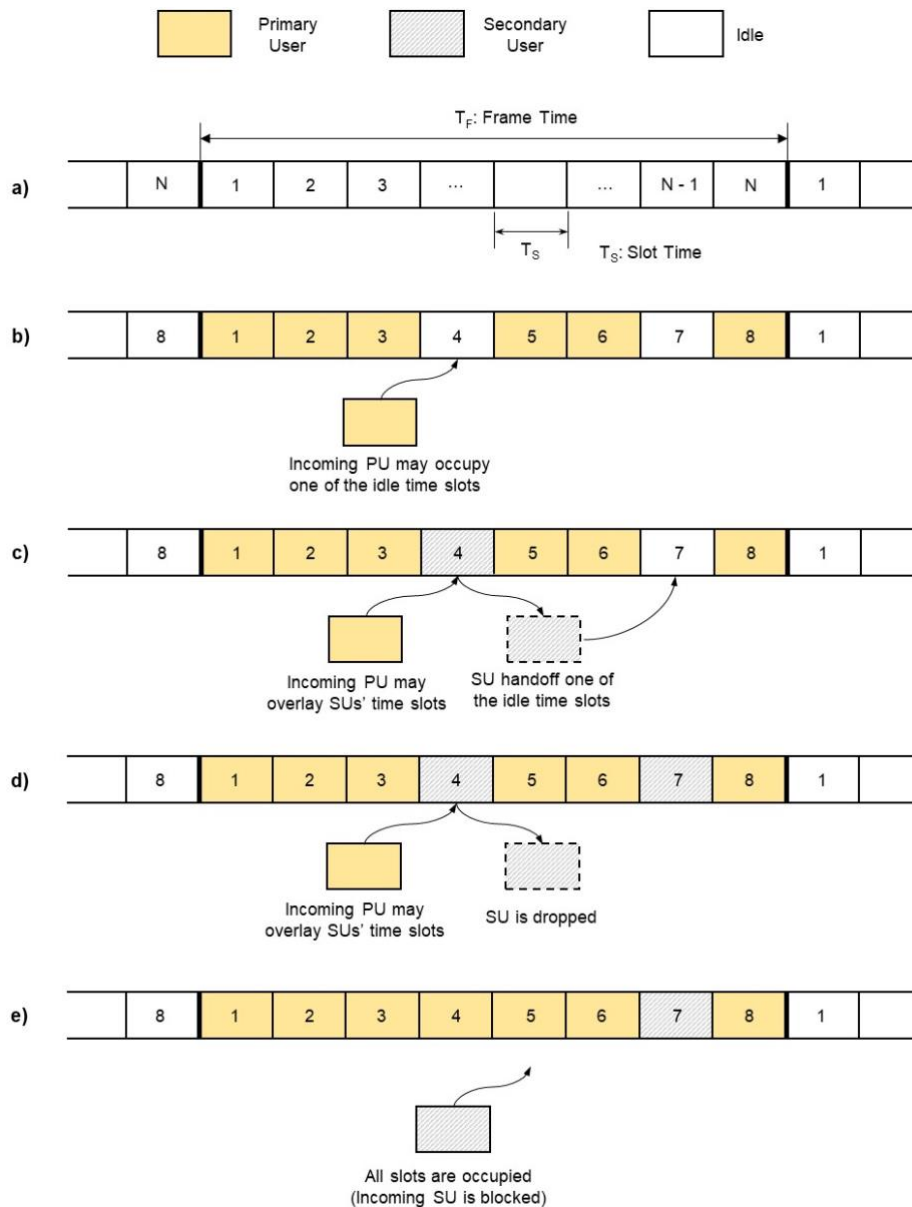 Primary
User
Secondary
User
Idle
T_F: Frame Time
a)
N 1 2 3 ... ... N - 1 N 1
T_S T_S: Slot Time
b)
8 1 2 3 4 5 6 7 8 1
Incoming PU may occupy
one of the idle time slots
c)
8 1 2 3 4 5 6 7 8 1
Incoming PU may
overlay SUs' time slots
SU handoff one of
the idle time slots
d)
8 1 2 3 4 5 6 7 8 1
Incoming PU may
overlay SUs' time slots
SU is dropped
e)
8 1 2 3 4 5 6 7 8 1
All slots are occupied
(Incoming SU is blocked)